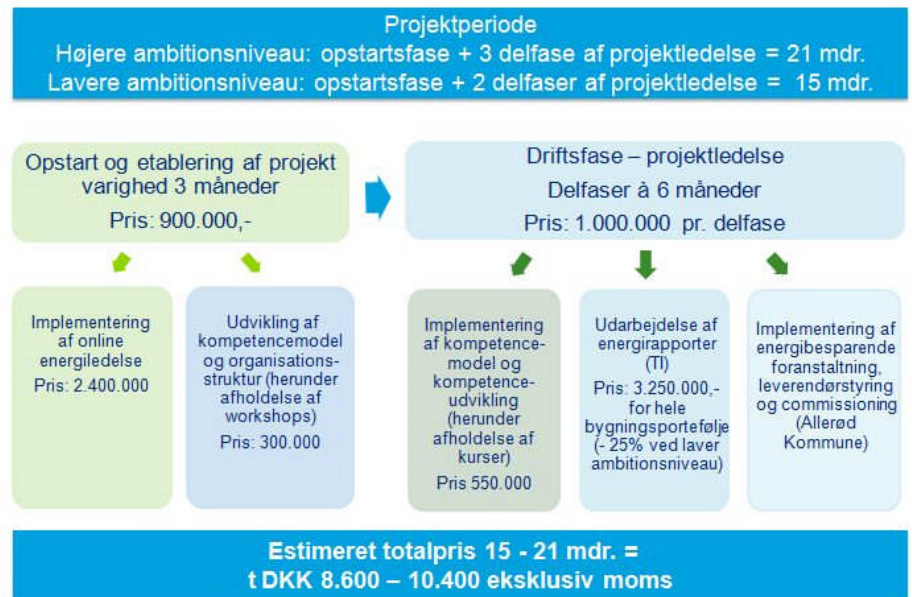 Projektperiode
Højere ambitionsniveau: opstartsfase + 3 delfase af projektledelse = 21 mdr.
Lavere ambitionsniveau: opstartsfase + 2 delfaser af projektledelse = 15 mdr.
Opstart og etablering af projekt
varighed 3 måneder
Pris: 900.000,-
Driftsfase – projektledelse
Delfaser à 6 måneder
Pris: 1.000.000 pr. delfase
Implementering
af online
energiledelse
Pris: 2.400.000
Udvikling af
kompetencemodel
og organisations-
struktur (herunder
afholdelse af
workshops)
Pris: 300.000
Implementering
af kompetence-
model og
kompetence-
udvikling
(herunder
afholdelse af
kurser)
Pris 550.000
Udarbejdelse af
energirapporter
(TI)
Pris: 3.250.000,-
for hele
bygningsportefølje
(- 25% ved laver
ambitionsniveau)
Implementering af
energibesparende
foranstaltning,
leverendørstyring
og commissioning
(Allerød
Kommune)
Estimeret totalpris 15 - 21 mdr. =
t DKK 8.600 – 10.400 eksklusiv moms